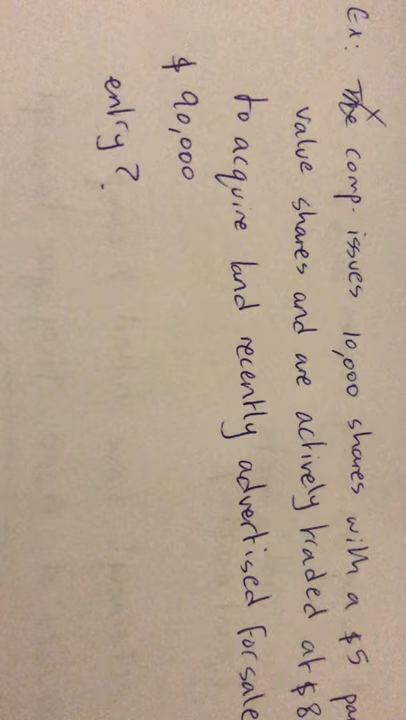 Ex: The comp. issues 10,000 shares with a $5 pa
value shares and are actively traded at $8
to acquire land recently advertised for sale
$ 90,000
entry?